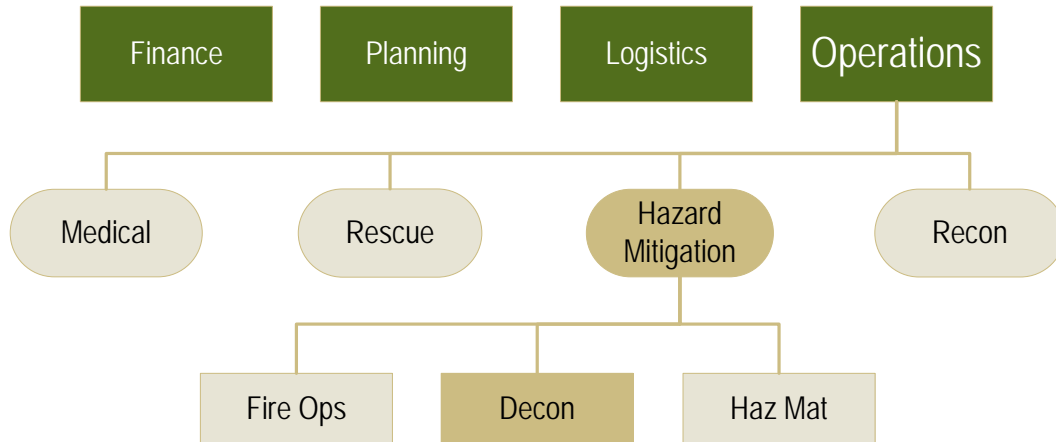 Finance
Planning
Logistics
Operations
Medical
Rescue
Hazard
Mitigation
Recon
Fire Ops
Decon
Haz Mat